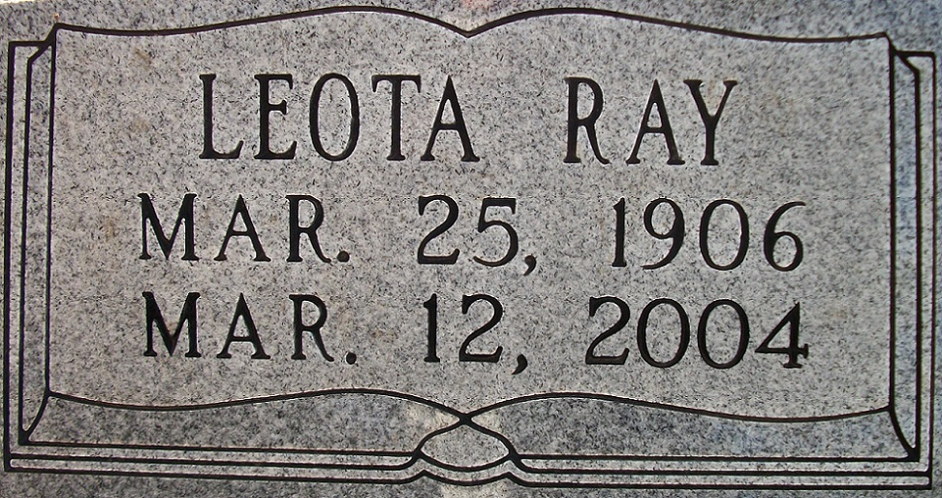 LEOTA RAY
MAR. 25, 1906
MAR. 12, 2004